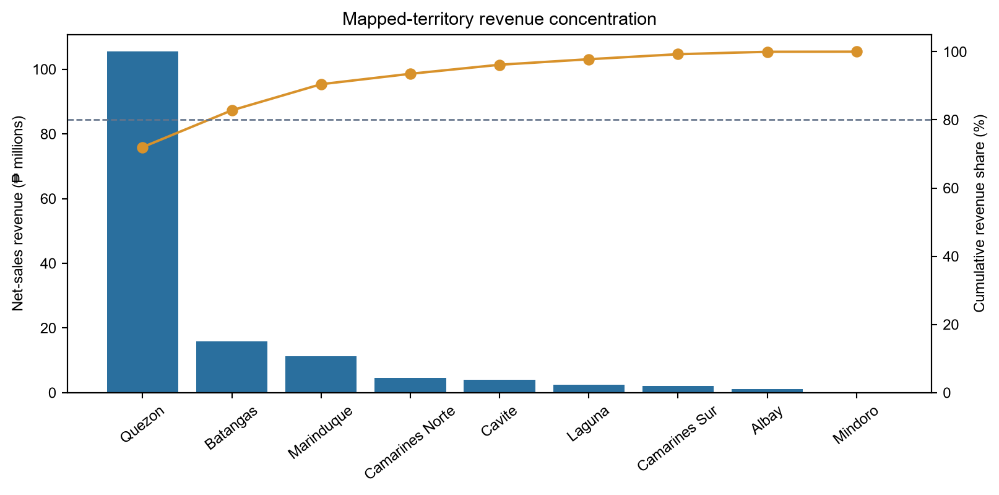 Mapped-territory revenue concentration
Net-sales revenue (₱ millions)
100
80
60
40
20
0
Cumulative revenue share (%)
100
80
60
40
20
0
Quezon
Batangas
Marinduque
Camarines Norte
Cavite
Laguna
Camarines Sur
Albay
Mindoro